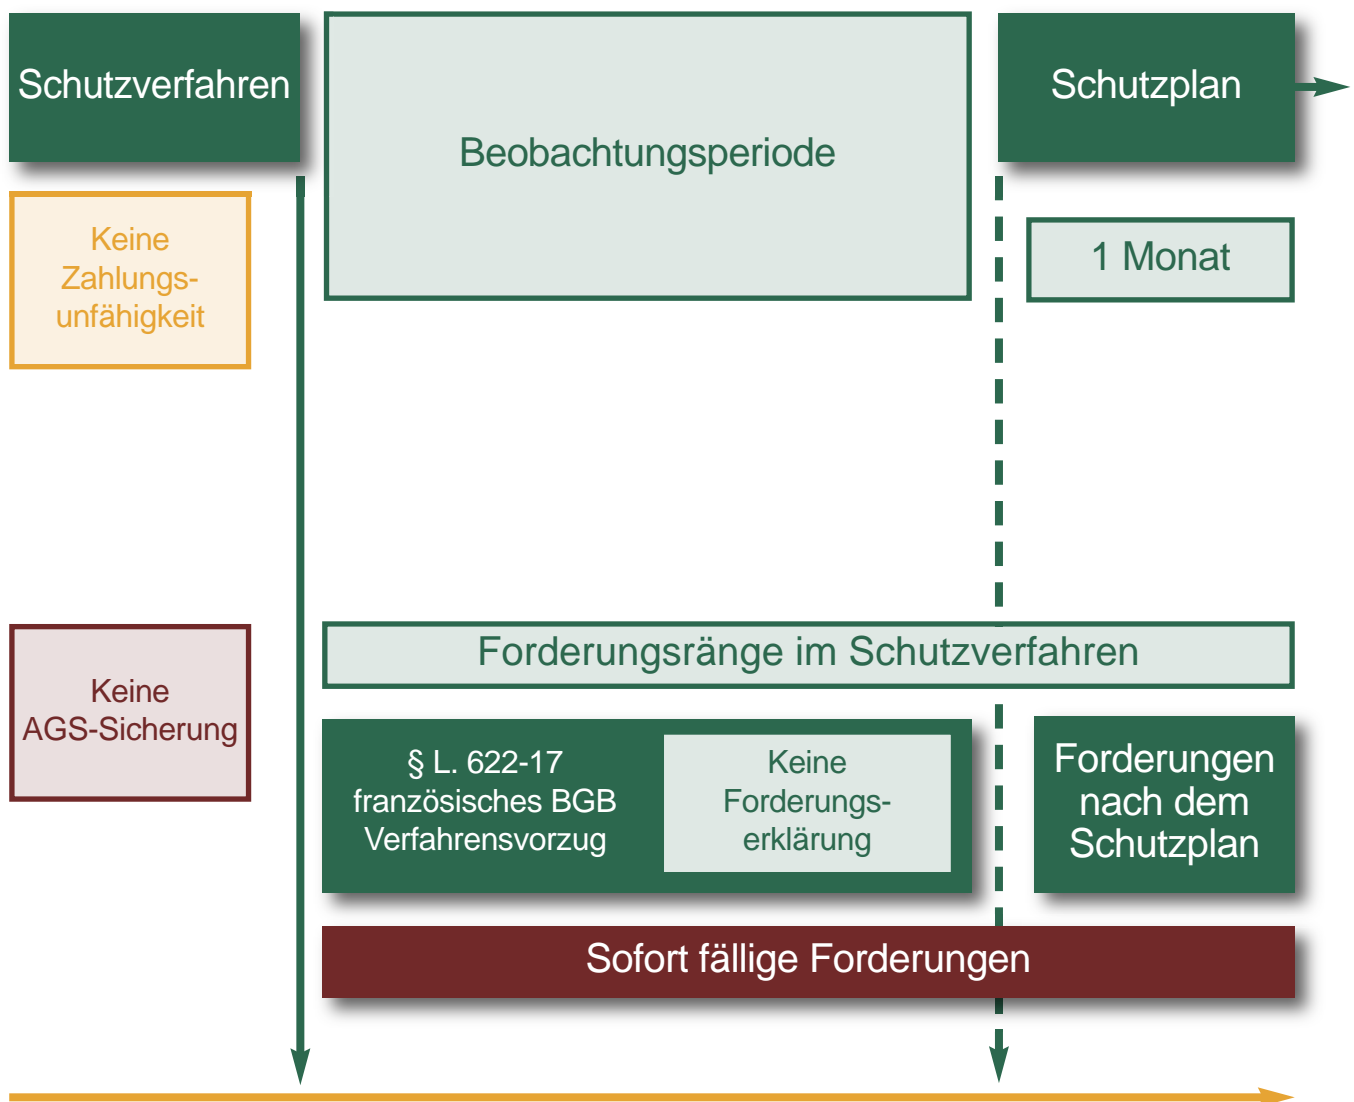 Schutzverfahren
Beobachtungsperiode
Schutzplan
Keine
Zahlungs-
unfähigkeit
1 Monat
Keine
AGS-Sicherung
Forderungsränge im Schutzverfahren
§ L. 622-17
französisches BGB
Verfahrensvorzug
Keine
Forderungs-
erklärung
Forderungen
nach dem
Schutzplan
Sofort fällige Forderungen